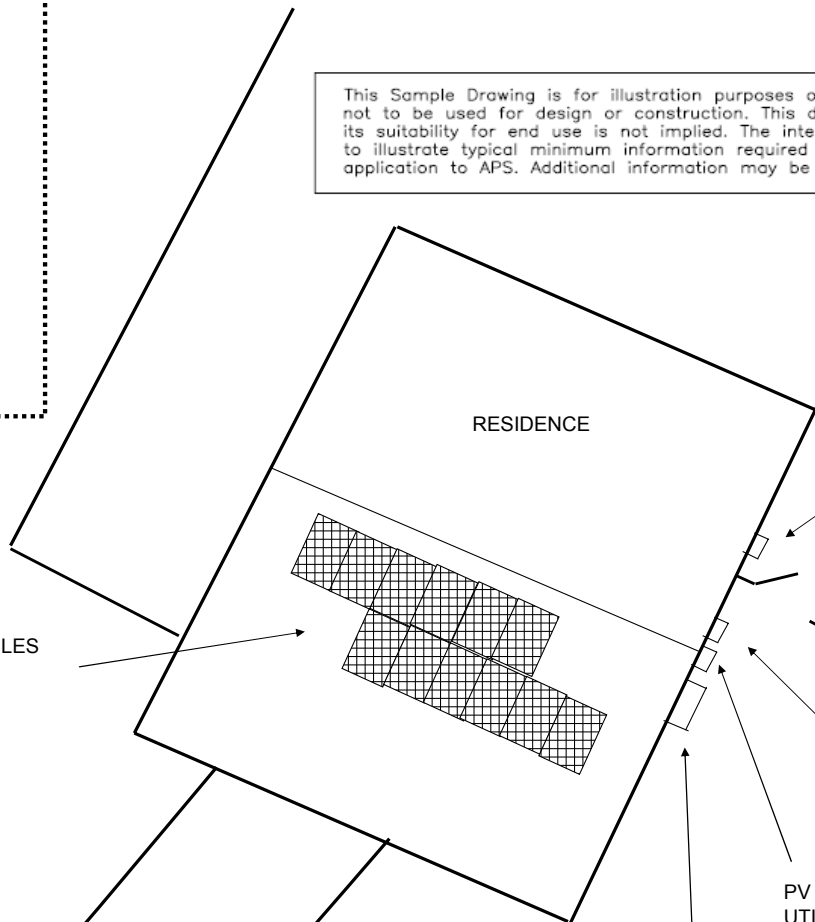 This Sample Drawing is for illustration purposes o
not to be used for design or construction. This d
its suitability for end use is not implied. The inte
to illustrate typical minimum information required
application to APS. Additional information may be
RESIDENCE
LES
PV
UTI